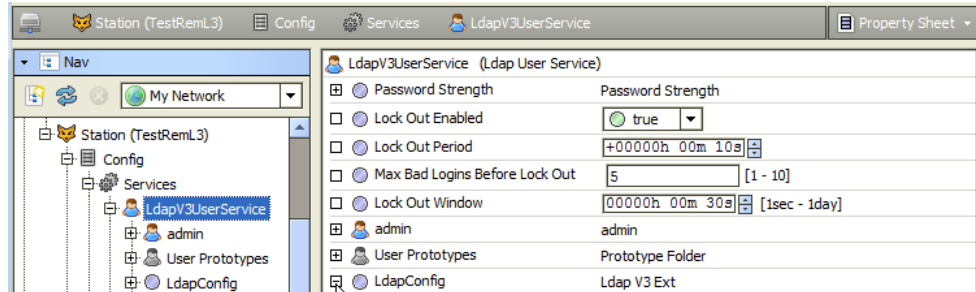 Station (TestRemL3) Config Services LdapV3UserService Property Sheet
Nav
My Network
Station (TestRemL3)
Config
Services
LdapV3UserService
admin
User Prototypes
LdapConfig
LdapV3UserService (Ldap User Service)
Password Strength Password Strength
Lock Out Enabled true
Lock Out Period +00000h 00m 10s
Max Bad Logins Before Lock Out 5 [1 - 10]
Lock Out Window 00000h 00m 30s [1sec - 1day]
admin admin
User Prototypes Prototype Folder
LdapConfig Ldap V3 Ext